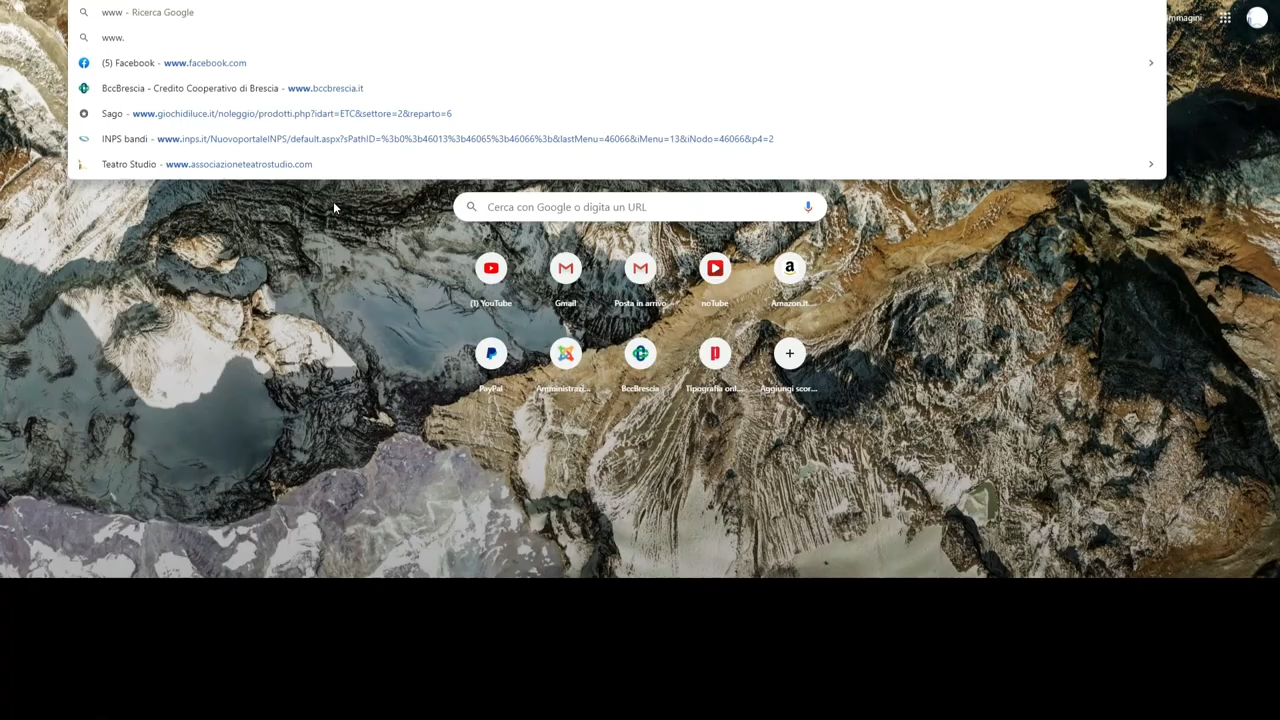 www - Ricerca Google
www.
(5) Facebook - www.facebook.com
BccBrescia - Credito Cooperativo di Brescia - www.bccbrescia.it
Sago - www.giochidiluce.it/noleggio/prodotti.php?idart=ETC&settore=2&reparto=6
INPS bandi - www.inps.it/NuovoportaleINPS/default.aspx?sPathID=%3b0%3b46013%3b46065%3b46066%3b&lastMenu=46066&iMenu=13&iNodo=46066&p4=2
Teatro Studio - www.associazioneteatrostudio.com
mmagini
Cerca con Google o digita un URL
(1) YouTube
Gmail
Posta in arrivo
noTube
Amazon.it...
PayPal
Amministrazi...
BccBrescia
Tipografia onl...
Aggiungi scor...